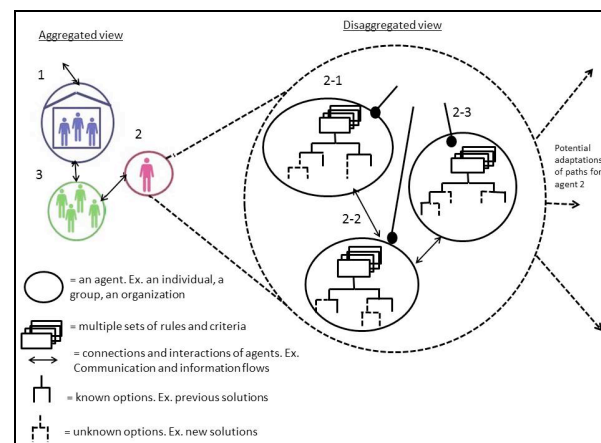 Aggregated view
Disaggregated view
1
2
3
2-1
2-3
2-2
Potential
adaptations
of paths for
agent 2
= an agent. Ex. an individual, a
group, an organization
= multiple sets of rules and criteria
= connections and interactions of agents. Ex.
Communication and information flows
= known options. Ex. previous solutions
= unknown options. Ex. new solutions